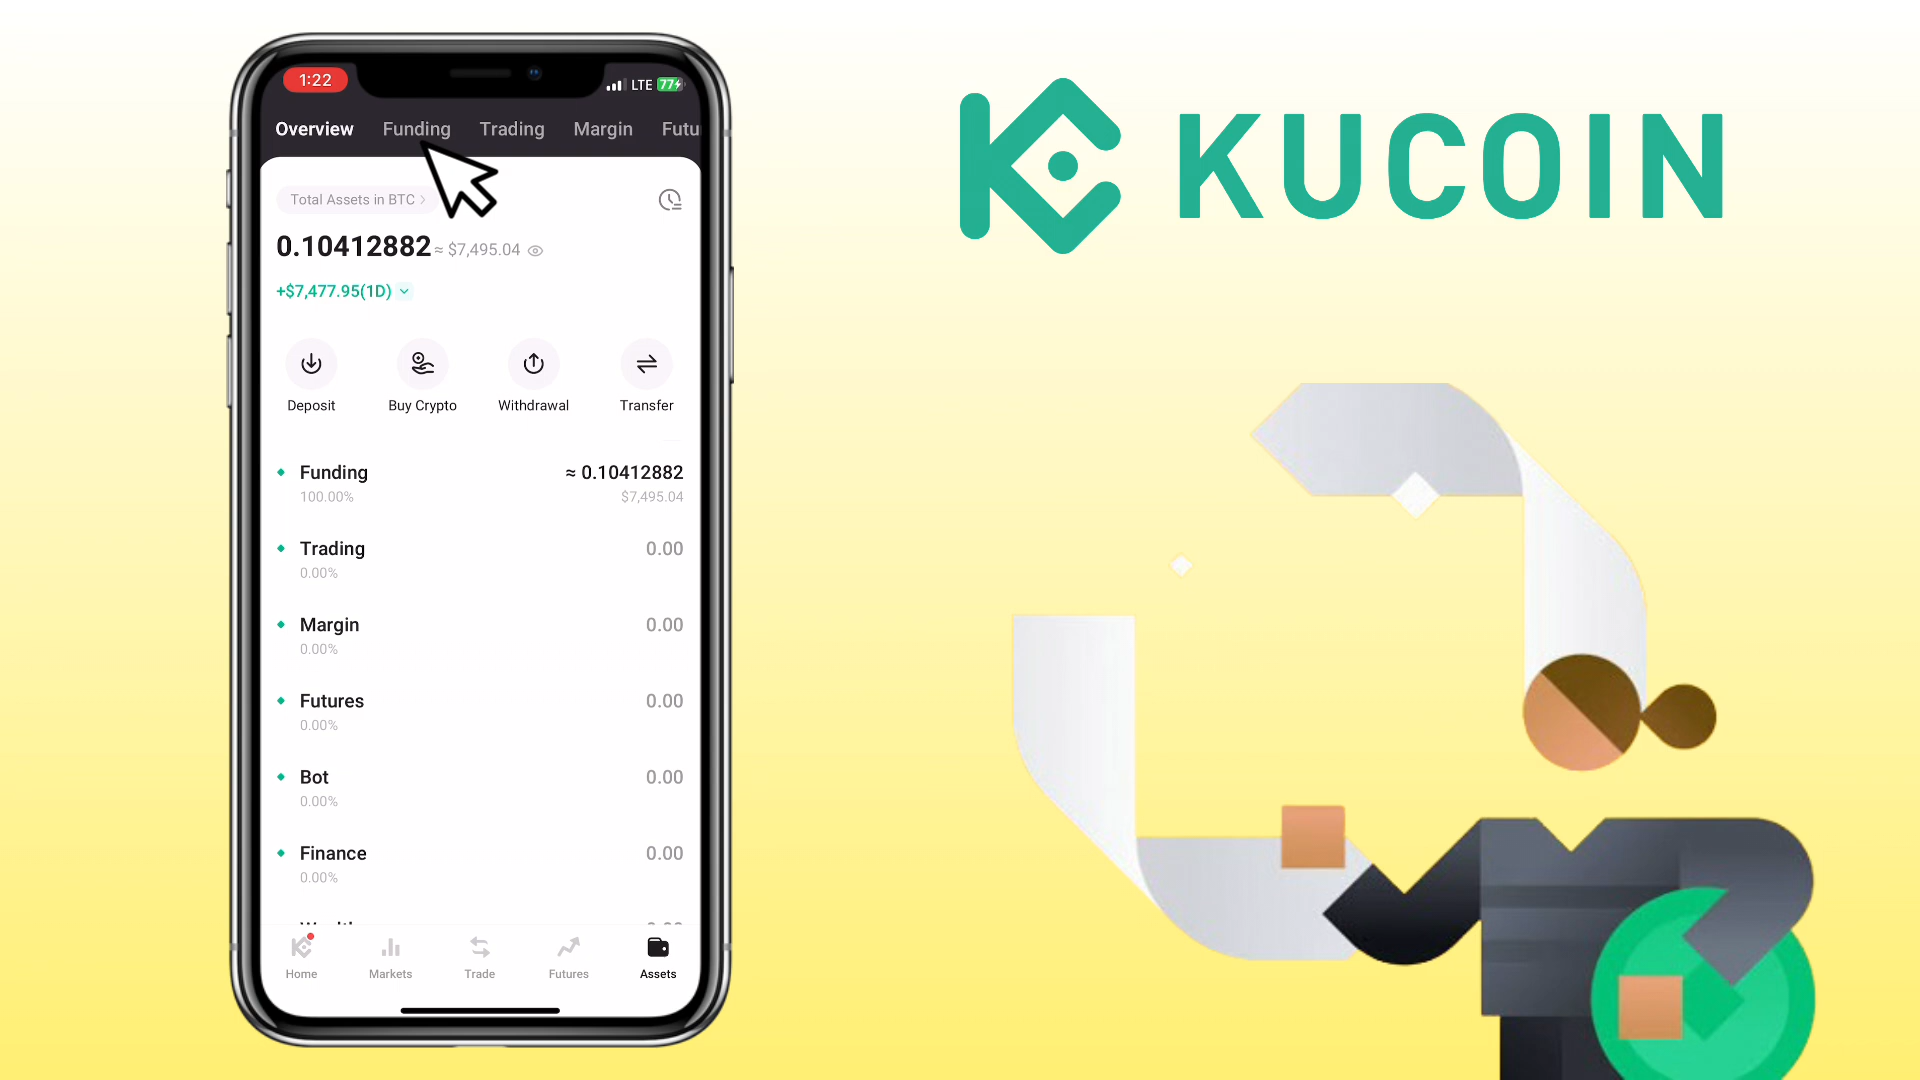 1:22
LTE 77
Overview Funding Trading Margin Futu
Total Assets in BTC
0.10412882 ≈ $7,495.04
+$7,477.95(1D)
Deposit Buy Crypto Withdrawal Transfer
Funding ≈ 0.10412882
100.00% $7,495.04
Trading 0.00
0.00%
Margin 0.00
0.00%
Futures 0.00
0.00%
Bot 0.00
0.00%
Finance 0.00
0.00%
Home Markets Trade Futures Assets
KUCOIN